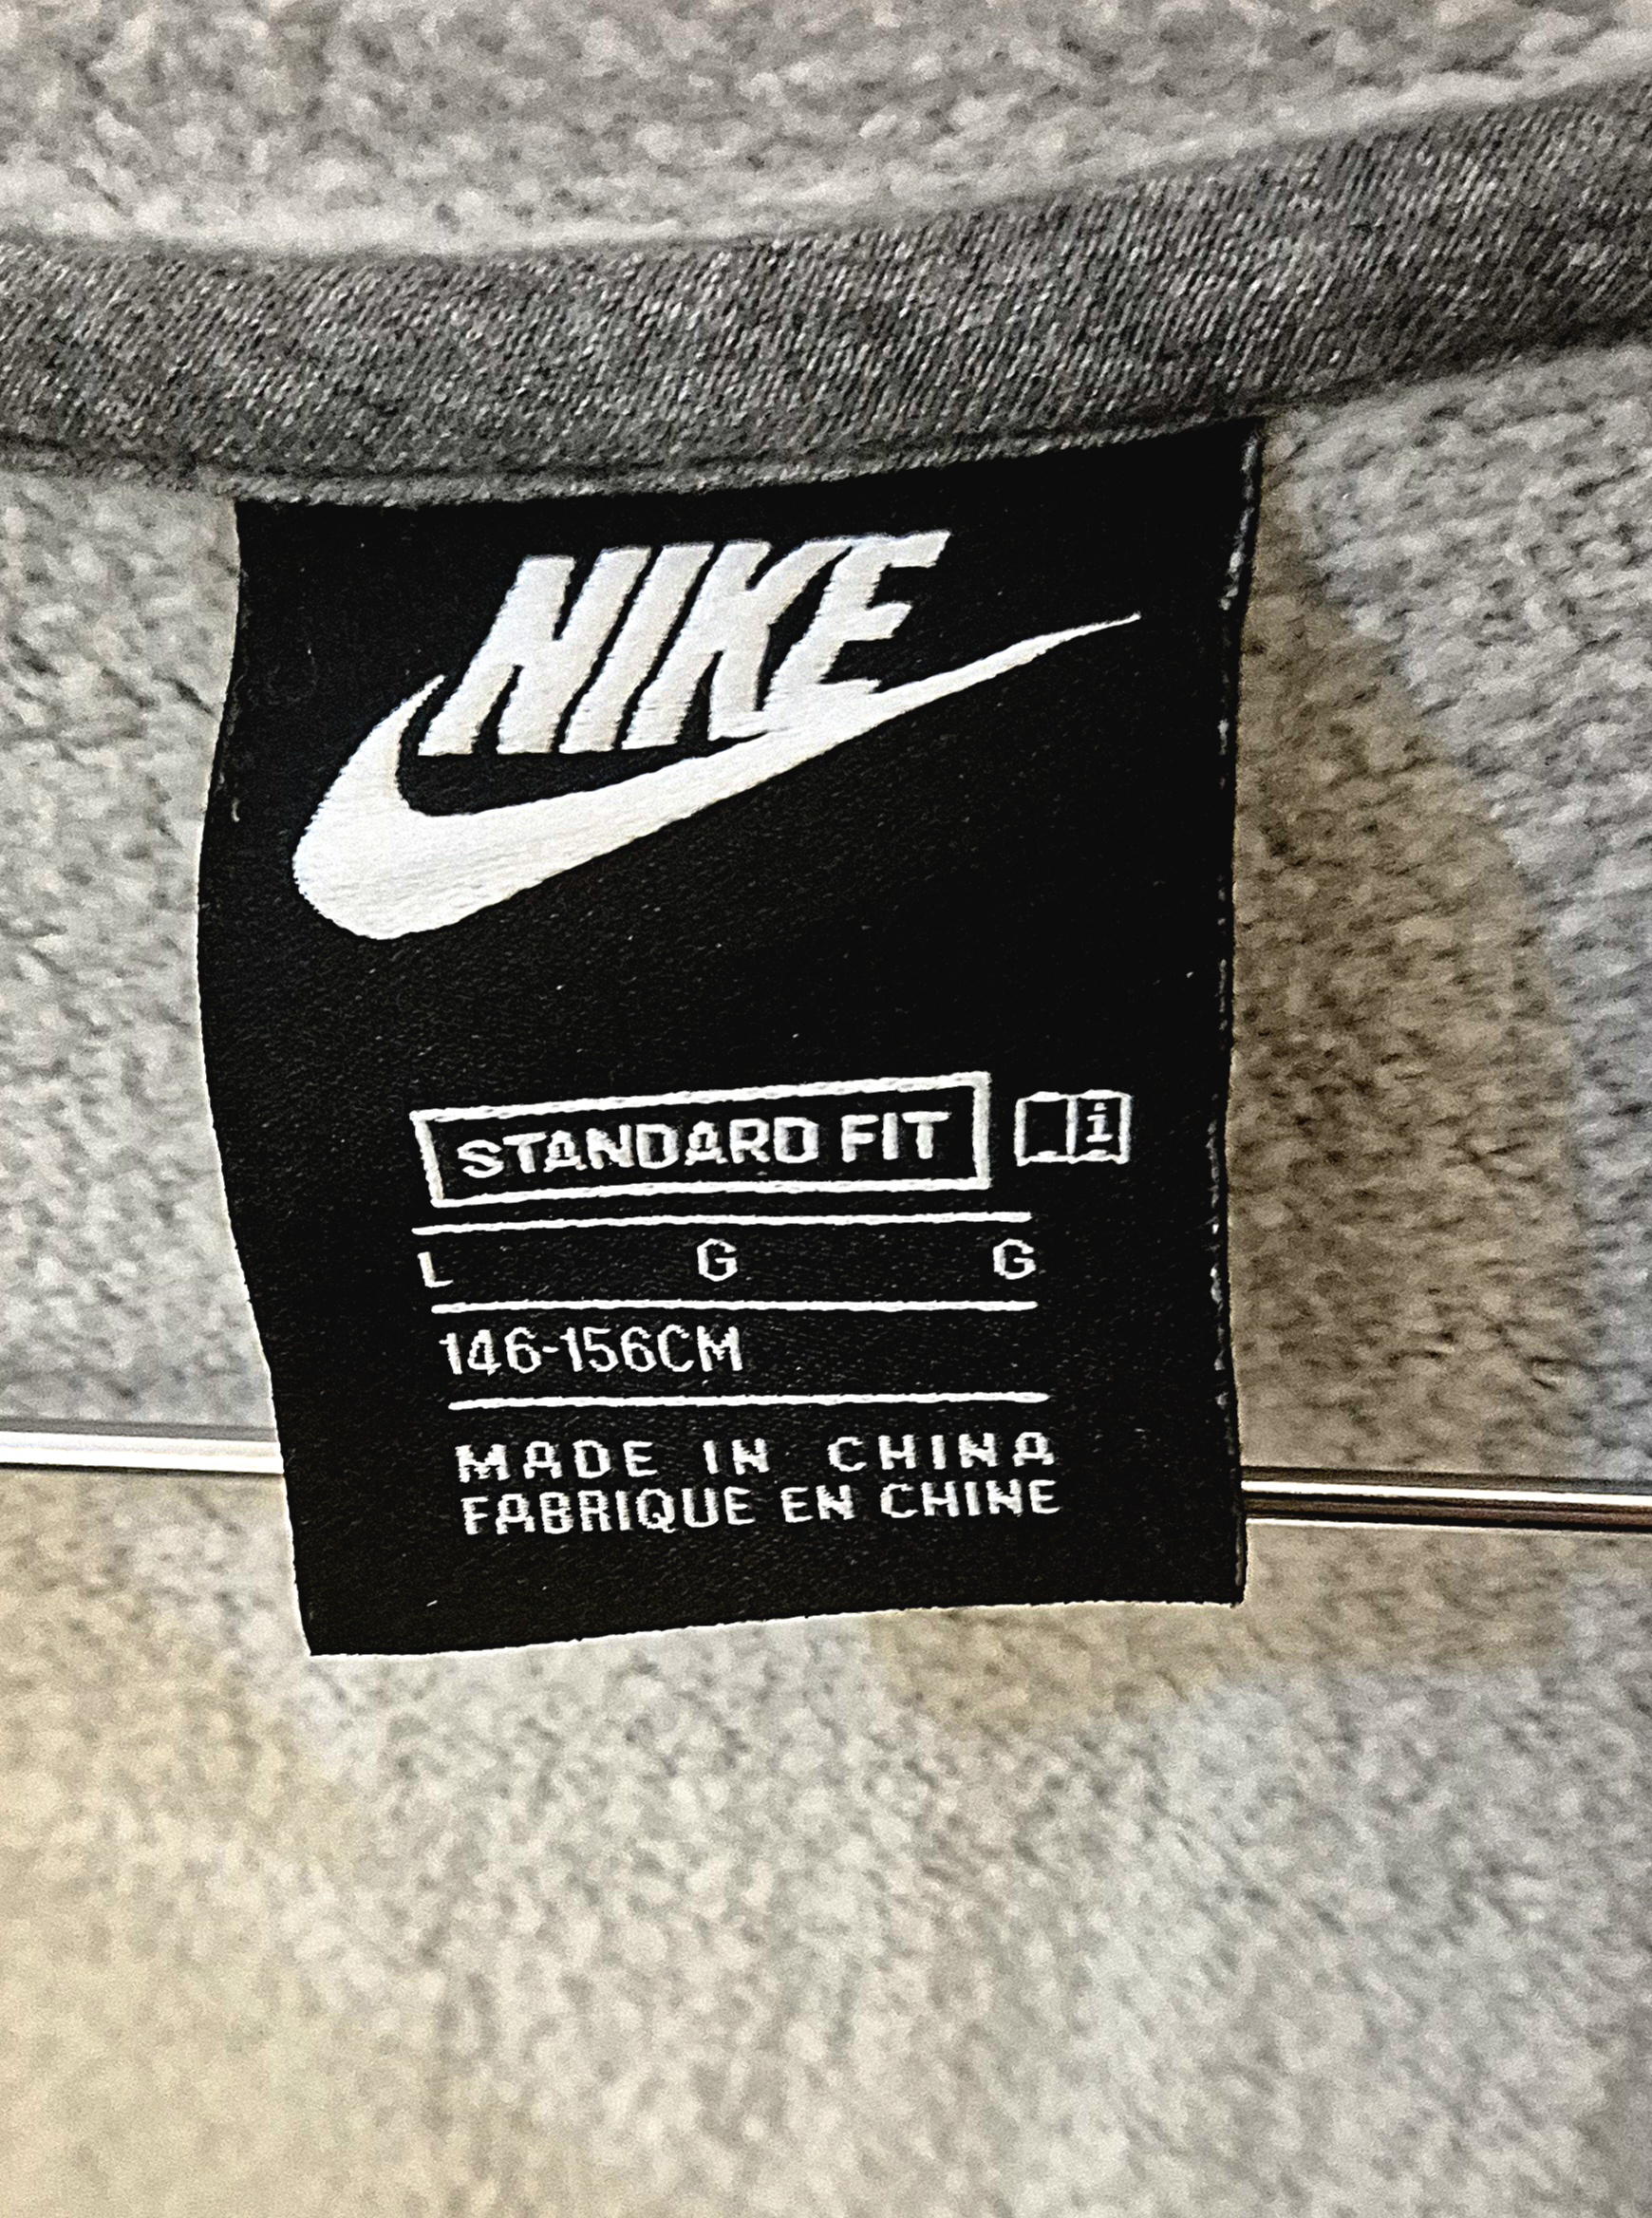 NIKE
STANDARD FIT i
L G G
146-156CM
MADE IN CHINA
FABRIQUE EN CHINE